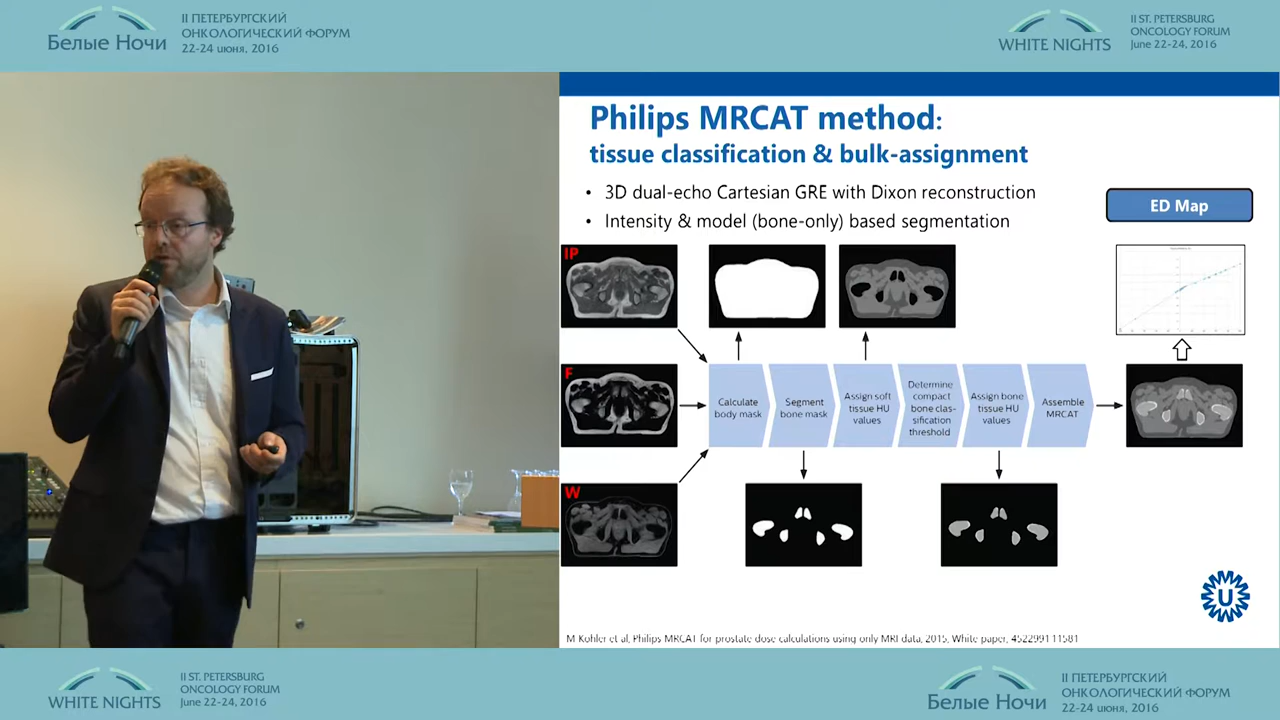 Белые Ночи
II ПЕТЕРБУРГСКИЙ
ОНКОЛОГИЧЕСКИЙ ФОРУМ
22-24 июня, 2016
WHITE NIGHTS
II ST. PETERSBURG
ONCOLOGY FORUM
June 22-24, 2016
Philips MRCAT method:
tissue classification & bulk-assignment
• 3D dual-echo Cartesian GRE with Dixon reconstruction
• Intensity & model (bone-only) based segmentation
ED Map
IP
F
W
Calculate
body mask
Segment
bone mask
Assign soft
tissue HU
values
Determine
compact
bone clas-
sification
threshold
Assign bone
tissue HU
values
Assemble
MRCAT
U
M Kohler et al, Philips MRCAT for prostate dose calculations using only MRI data, 2015, White paper, 452299111581
WHITE NIGHTS
II ST. PETERSBURG
ONCOLOGY FORUM
June 22-24, 2016
Белые Ночи
II ПЕТЕРБУРГСКИЙ
ОНКОЛОГИЧЕСКИЙ ФОРУМ
22-24 июня, 2016